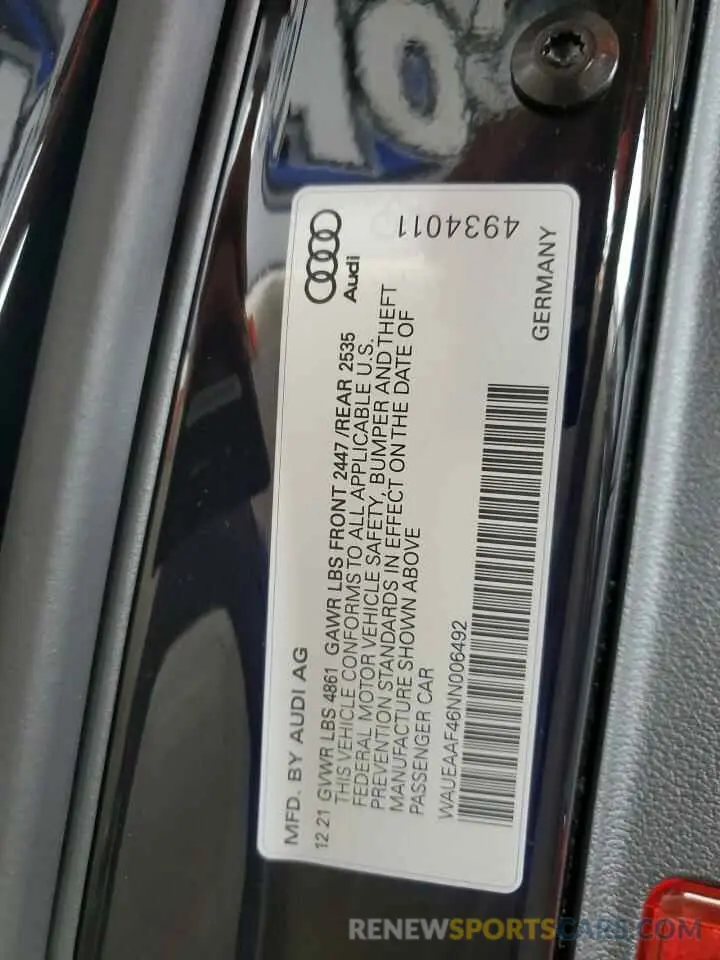 MFD. BY AUDI AG
12 21 GVWR LBS 4861 GAWR LBS FRONT 2447 /REAR 2535
THIS VEHICLE CONFORMS TO ALL APPLICABLE U.S.
FEDERAL MOTOR VEHICLE SAFETY, BUMPER AND THEFT
PREVENTION STANDARDS IN EFFECT ON THE DATE OF
MANUFACTURE SHOWN ABOVE
PASSENGER CAR
WAUEAAF46NN006492
Audi
4934011
GERMANY
RENEWSPORTSCARS.COM